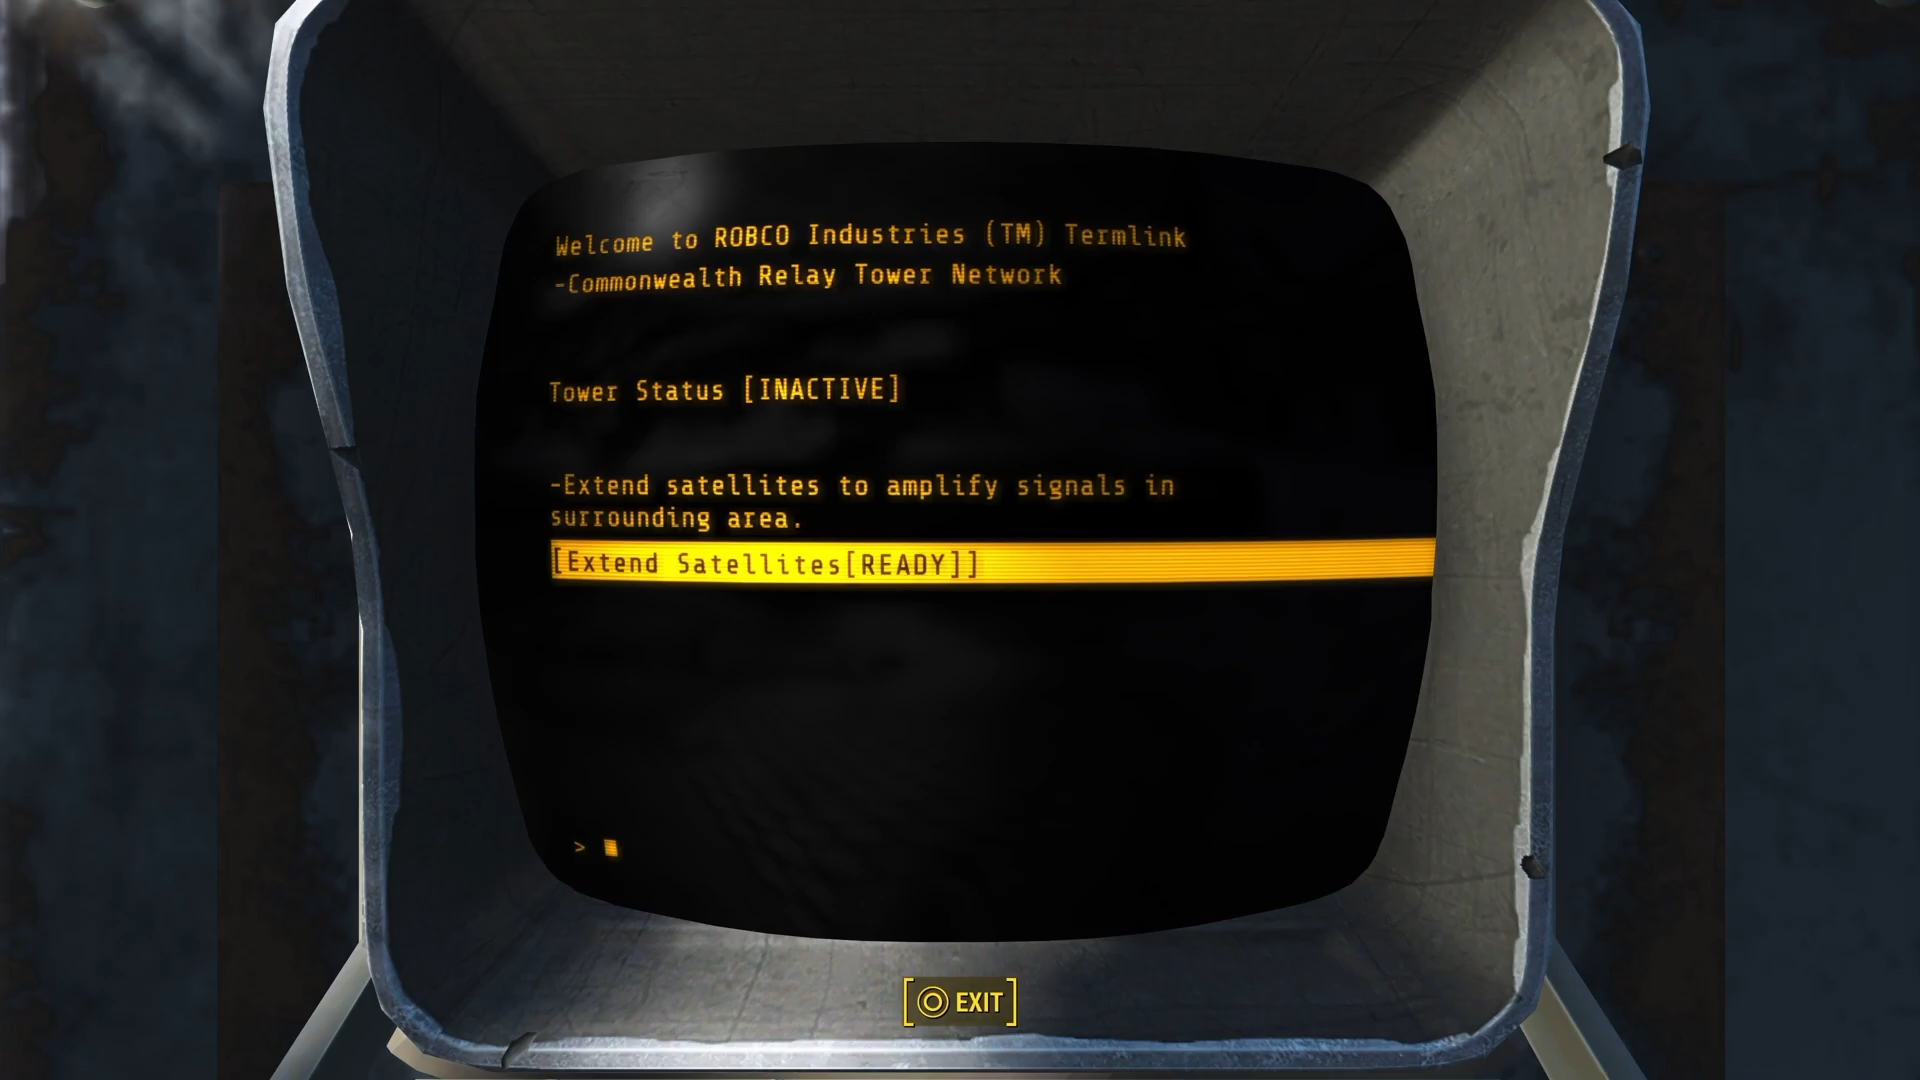 Welcome to ROBCO Industries (TM) Termlink
-Commonwealth Relay Tower Network
Tower Status [INACTIVE]
-Extend satellites to amplify signals in
surrounding area.
[Extend Satellites[READY]]
>
[EXIT]